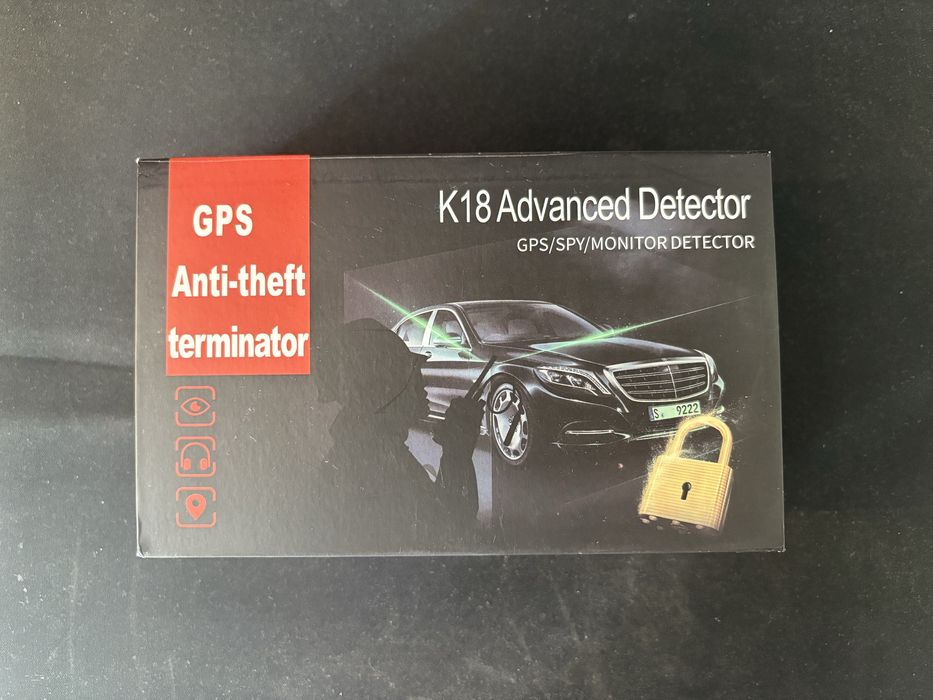 GPS
Anti-theft
terminator
K18 Advanced Detector
GPS/SPY/MONITOR DETECTOR
9222